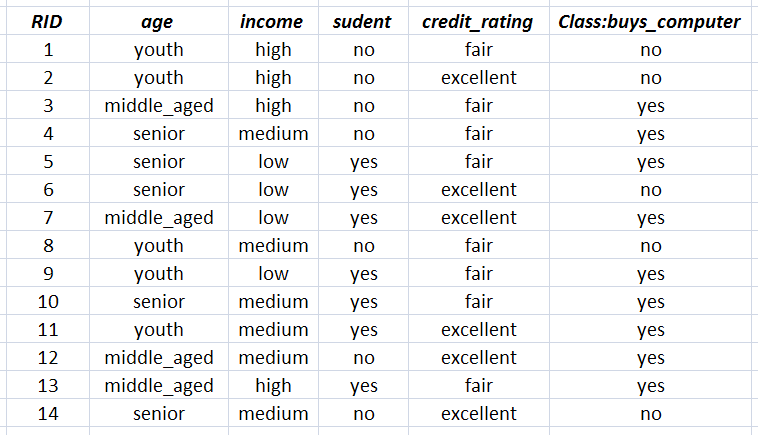 RID age income sudent credit_rating Class:buys_computer
1 youth high no fair no
2 youth high no excellent no
3 middle_aged high no fair yes
4 senior medium no fair yes
5 senior low yes fair yes
6 senior low yes excellent no
7 middle_aged low yes excellent yes
8 youth medium no fair no
9 youth low yes fair yes
10 senior medium yes fair yes
11 youth medium yes excellent yes
12 middle_aged medium no excellent yes
13 middle_aged high yes fair yes
14 senior medium no excellent no